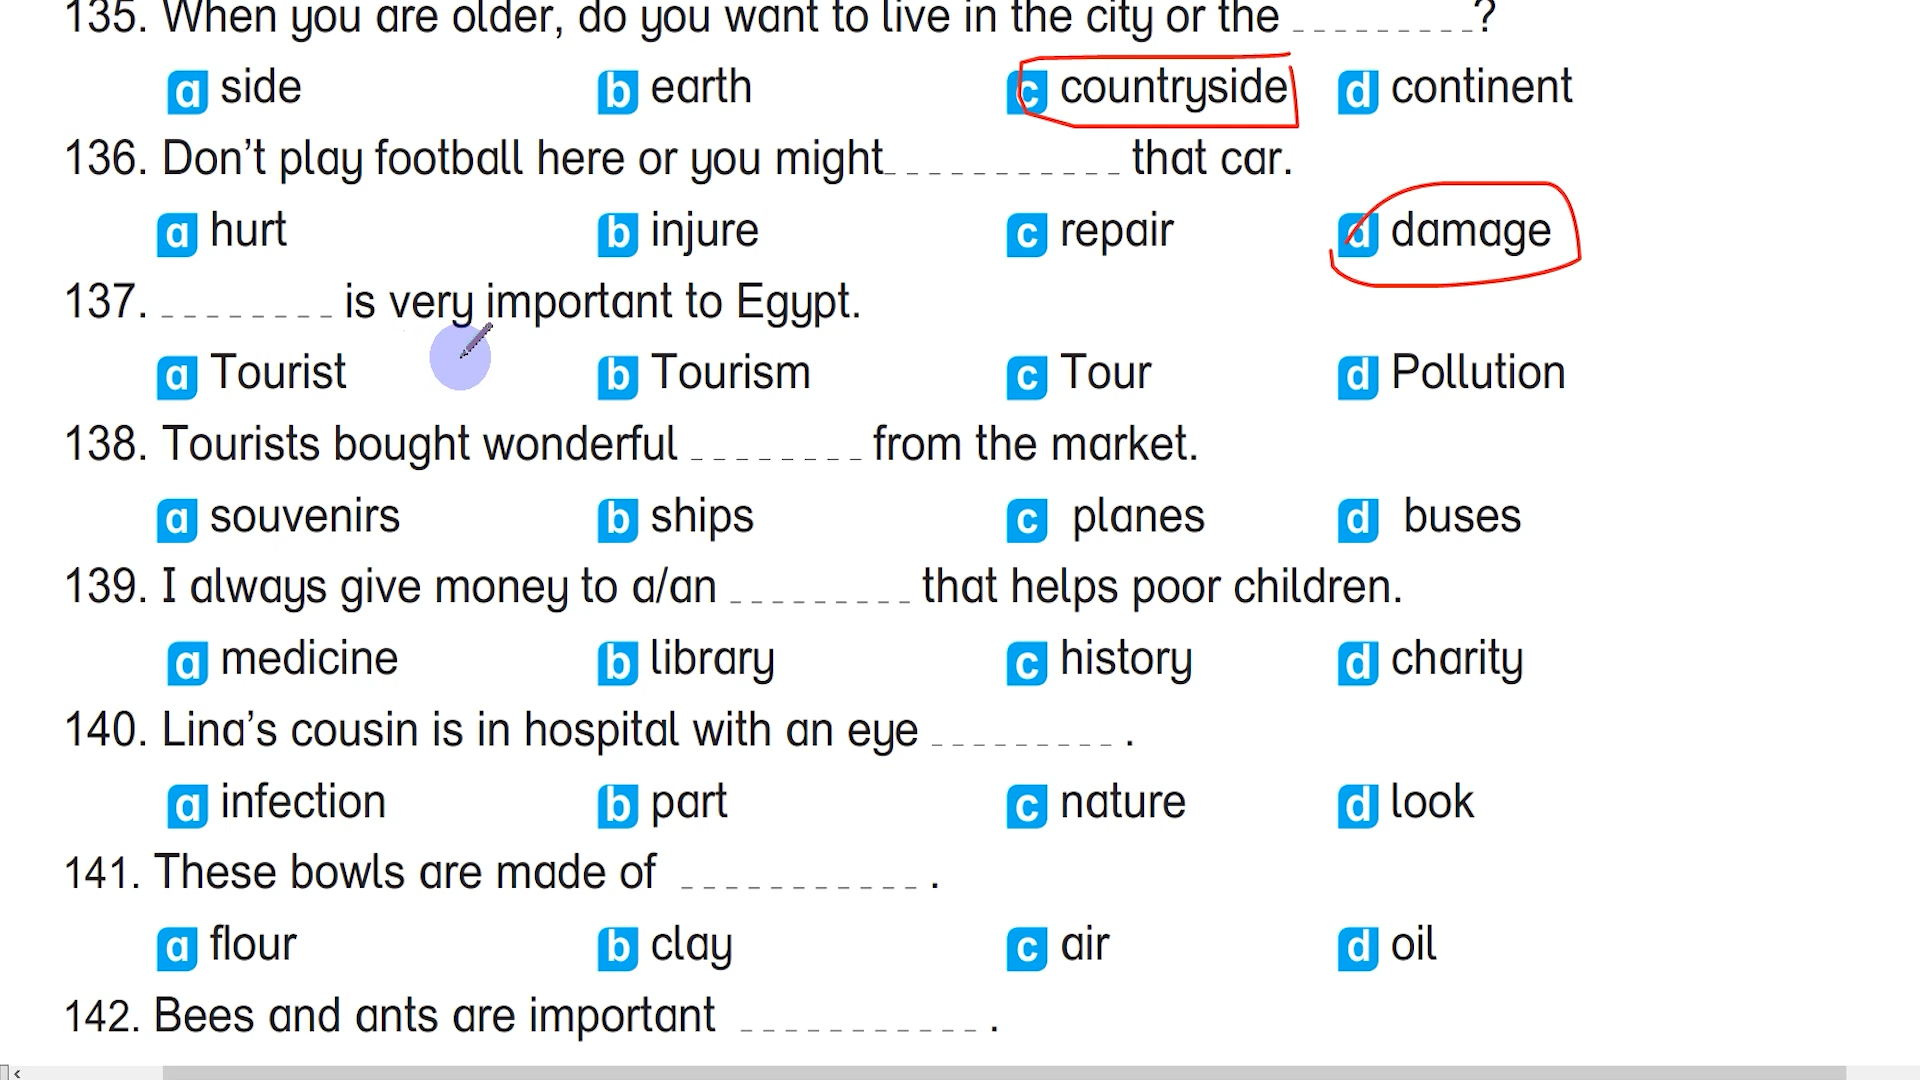 135. When you are older, do you want to live in the city or the _________?
a side b earth c countryside d continent
136. Don't play football here or you might___________ that car.
a hurt b injure c repair d damage
137. ________ is very important to Egypt.
a Tourist b Tourism c Tour d Pollution
138. Tourists bought wonderful ________ from the market.
a souvenirs b ships c planes d buses
139. I always give money to a/an _________ that helps poor children.
a medicine b library c history d charity
140. Lina's cousin is in hospital with an eye _________ .
a infection b part c nature d look
141. These bowls are made of ___________ .
a flour b clay c air d oil
142. Bees and ants are important ___________ .